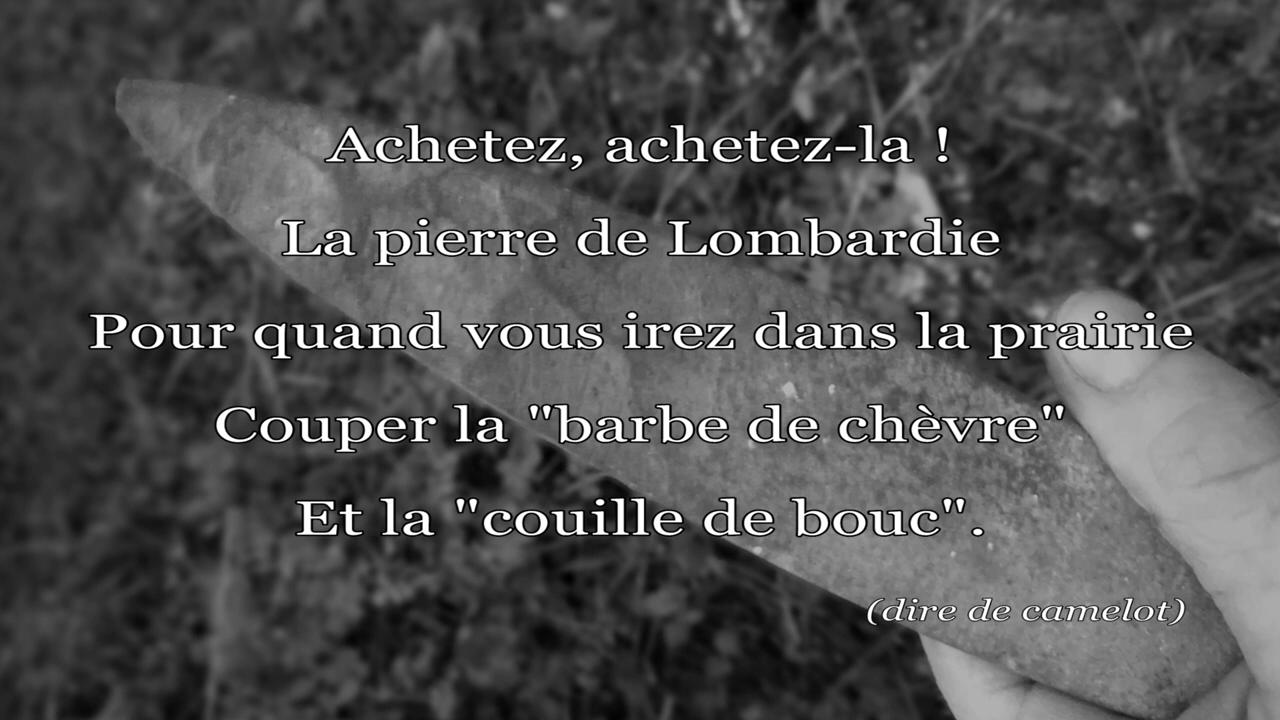 Achetez, achetez-la !
La pierre de Lombardie
Pour quand vous irez dans la prairie
Couper la "barbe de chèvre"
Et la "couille de bouc".
(dire de camelot)